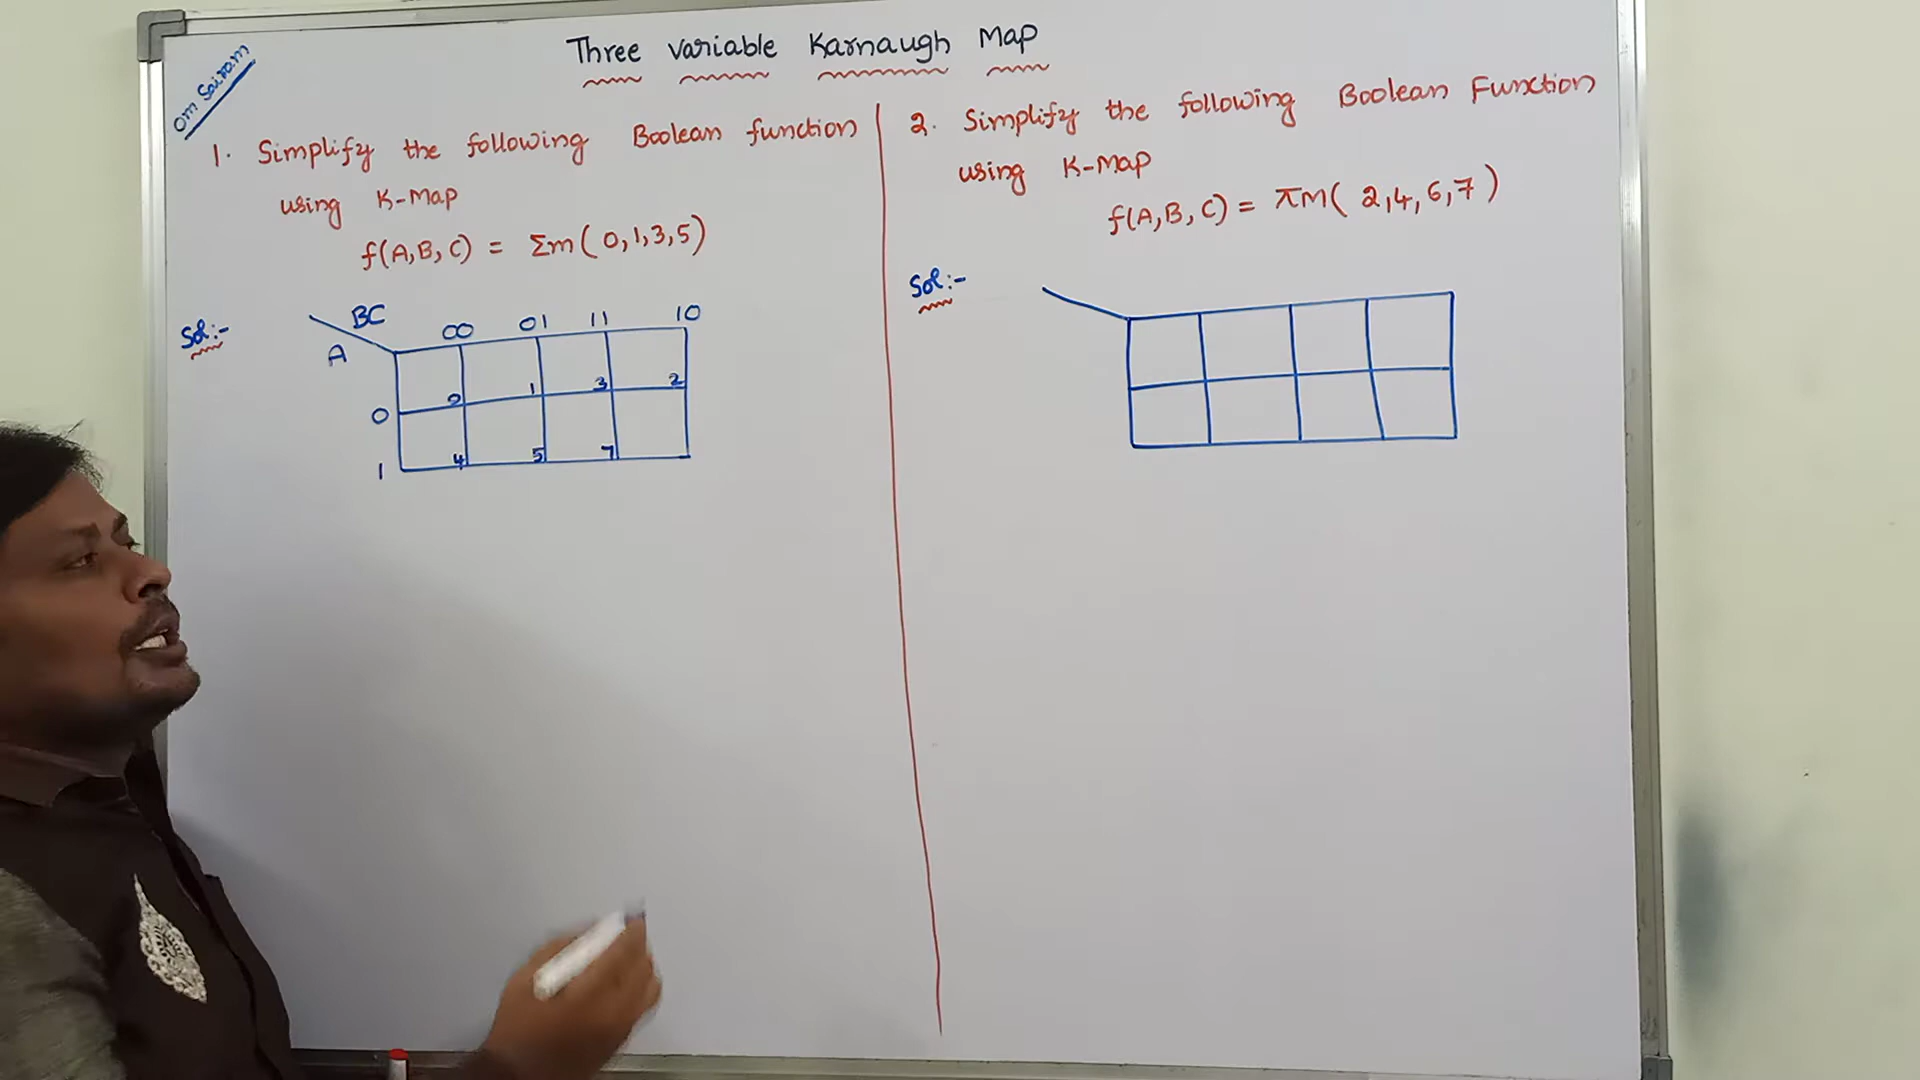 Om Sairam
Three Variable Karnaugh Map
1. Simplify the following Boolean function
using K-Map
f(A,B,C) = Σm( 0,1,3,5)
Sol:-
BC
A
00 01 11 10
0 1 3 2
0
4 5 7
1
2. Simplify the following Boolean Function
using K-Map
f(A,B,C) = πM( 2,4,6,7)
Sol:-